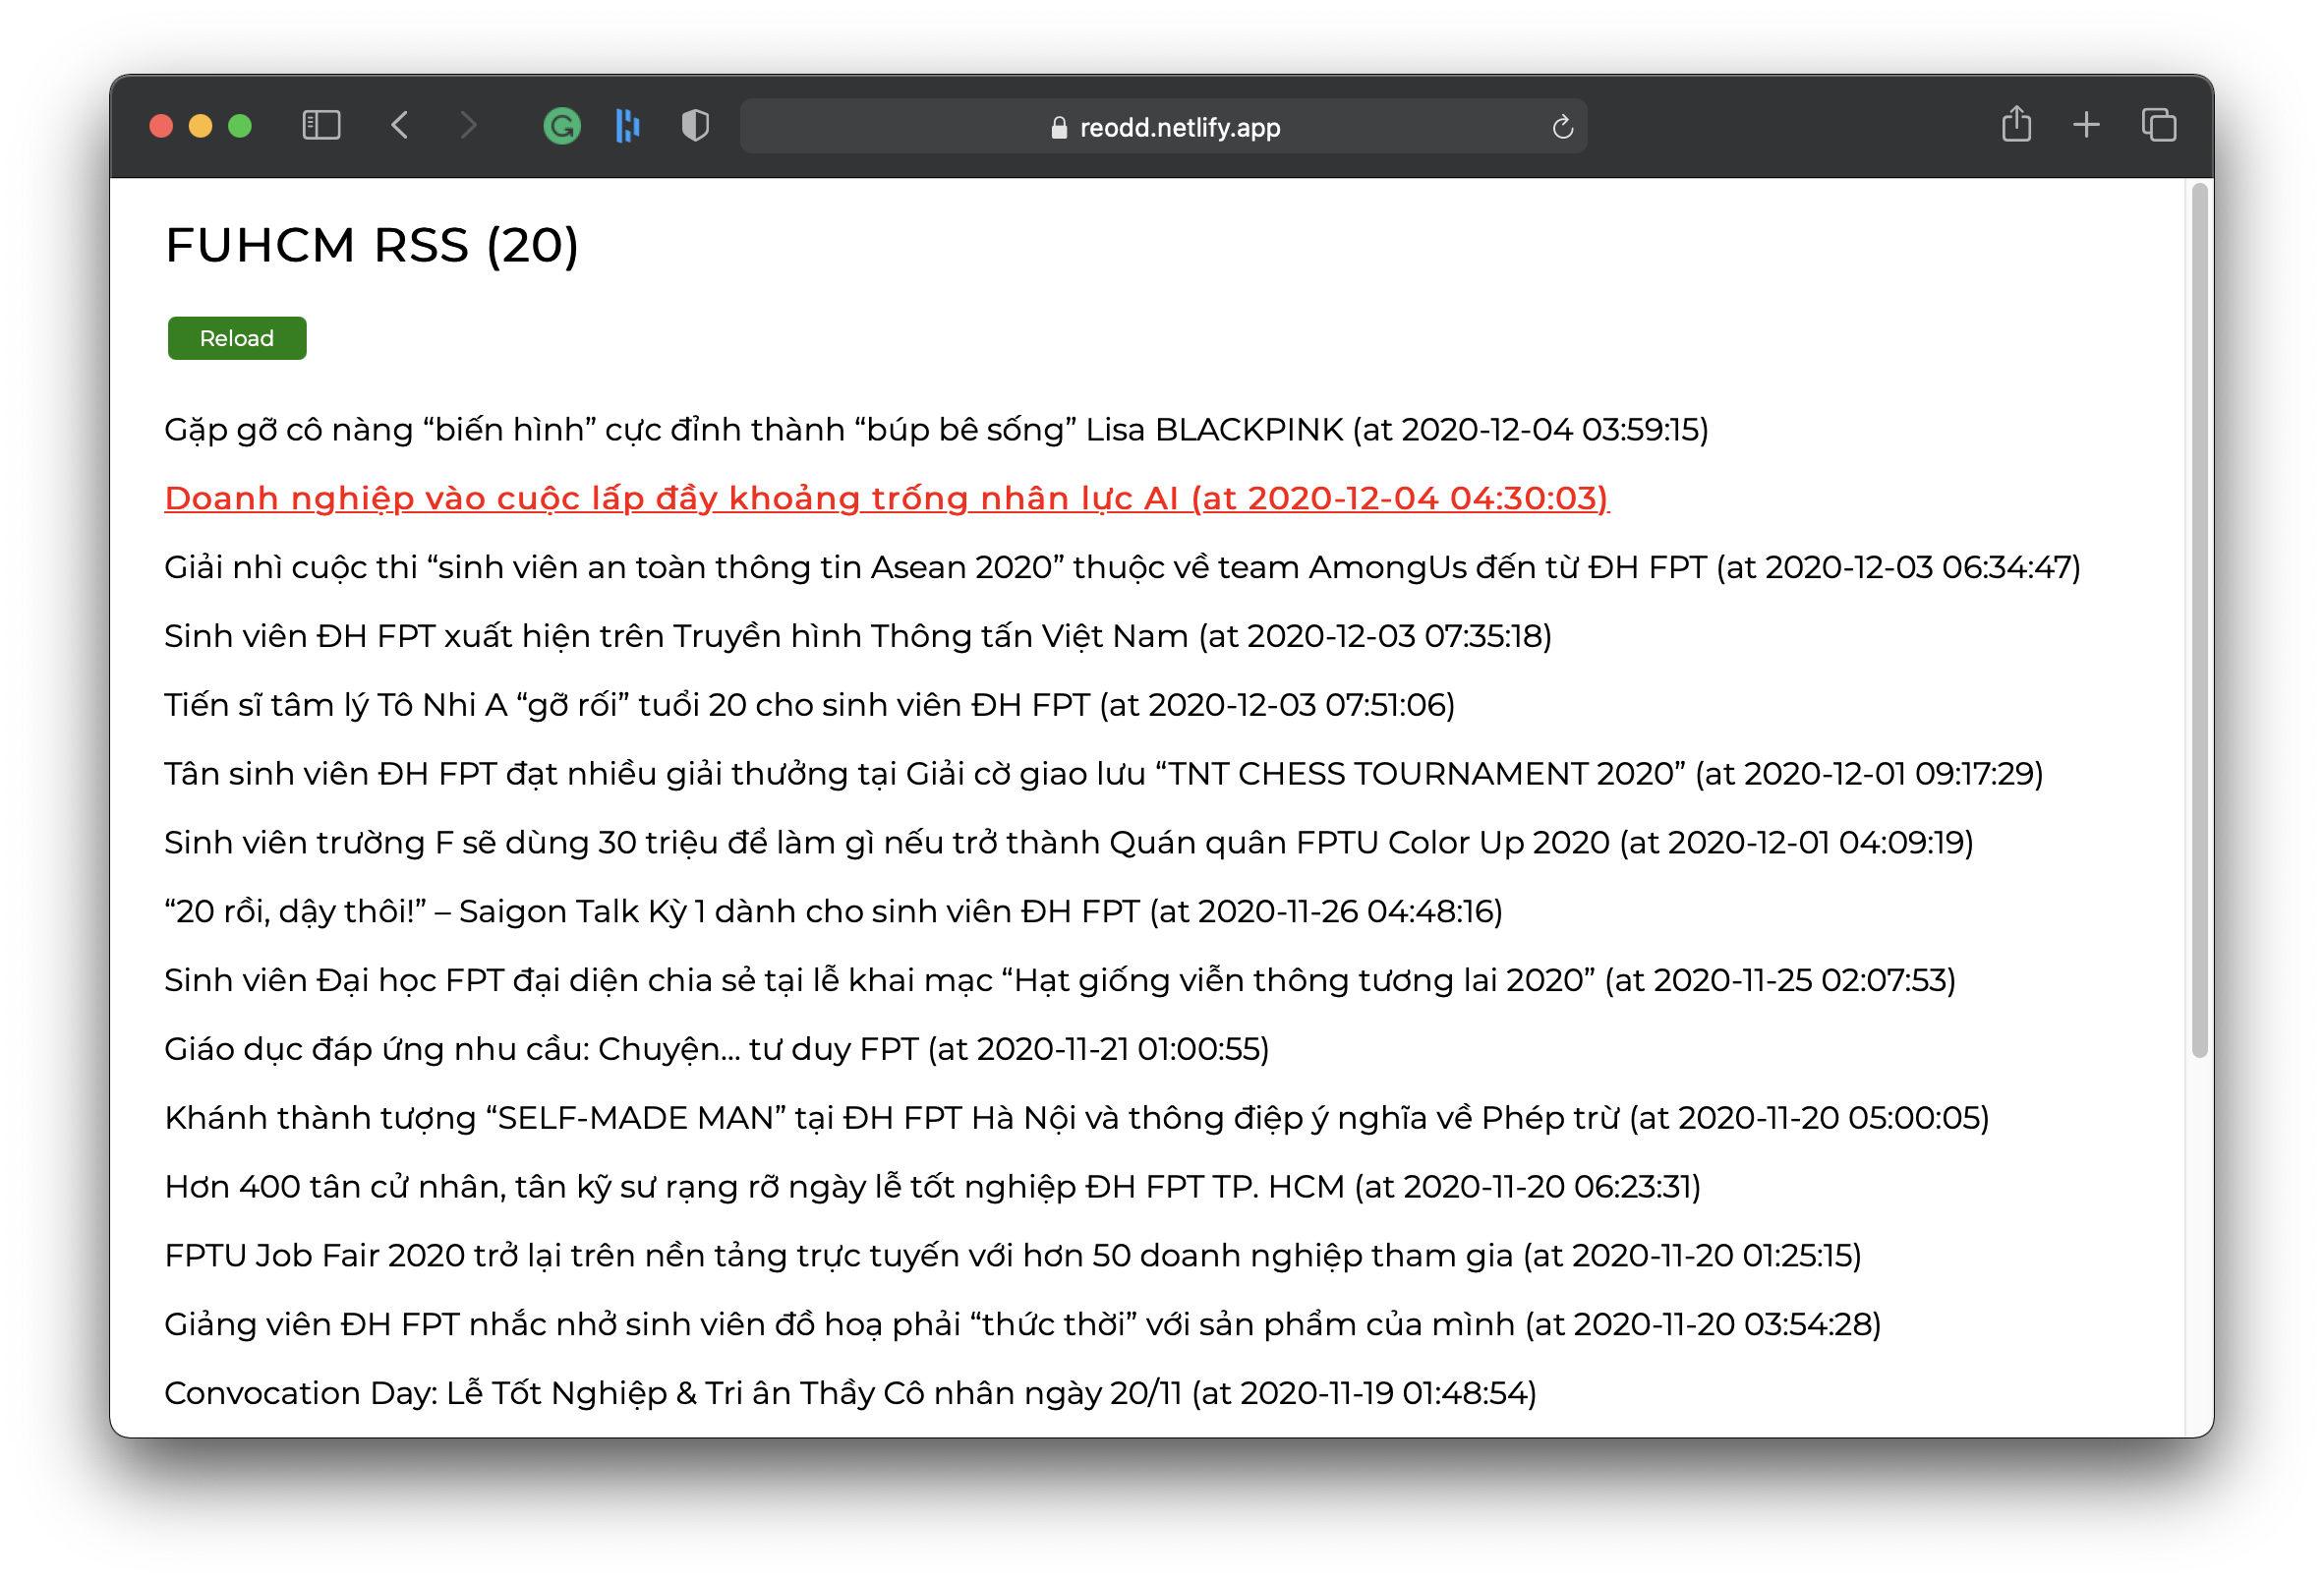 reodd.netlify.app
FUHCM RSS (20)
Reload
Gặp gỡ cô nàng “biến hình” cực đỉnh thành “búp bê sống” Lisa BLACKPINK (at 2020-12-04 03:59:15)
Doanh nghiệp vào cuộc lấp đầy khoảng trống nhân lực AI (at 2020-12-04 04:30:03)
Giải nhì cuộc thi “sinh viên an toàn thông tin Asean 2020” thuộc về team AmongUs đến từ ĐH FPT (at 2020-12-03 06:34:47)
Sinh viên ĐH FPT xuất hiện trên Truyền hình Thông tấn Việt Nam (at 2020-12-03 07:35:18)
Tiến sĩ tâm lý Tô Nhi A “gỡ rối” tuổi 20 cho sinh viên ĐH FPT (at 2020-12-03 07:51:06)
Tân sinh viên ĐH FPT đạt nhiều giải thưởng tại Giải cờ giao lưu “TNT CHESS TOURNAMENT 2020” (at 2020-12-01 09:17:29)
Sinh viên trường F sẽ dùng 30 triệu để làm gì nếu trở thành Quán quân FPTU Color Up 2020 (at 2020-12-01 04:09:19)
“20 rồi, dậy thôi!” – Saigon Talk Kỳ 1 dành cho sinh viên ĐH FPT (at 2020-11-26 04:48:16)
Sinh viên Đại học FPT đại diện chia sẻ tại lễ khai mạc “Hạt giống viễn thông tương lai 2020” (at 2020-11-25 02:07:53)
Giáo dục đáp ứng nhu cầu: Chuyện... tư duy FPT (at 2020-11-21 01:00:55)
Khánh thành tượng “SELF-MADE MAN” tại ĐH FPT Hà Nội và thông điệp ý nghĩa về Phép trừ (at 2020-11-20 05:00:05)
Hơn 400 tân cử nhân, tân kỹ sư rạng rỡ ngày lễ tốt nghiệp ĐH FPT TP. HCM (at 2020-11-20 06:23:31)
FPTU Job Fair 2020 trở lại trên nền tảng trực tuyến với hơn 50 doanh nghiệp tham gia (at 2020-11-20 01:25:15)
Giảng viên ĐH FPT nhắc nhở sinh viên đồ hoạ phải “thức thời” với sản phẩm của mình (at 2020-11-20 03:54:28)
Convocation Day: Lễ Tốt Nghiệp & Tri ân Thầy Cô nhân ngày 20/11 (at 2020-11-19 01:48:54)